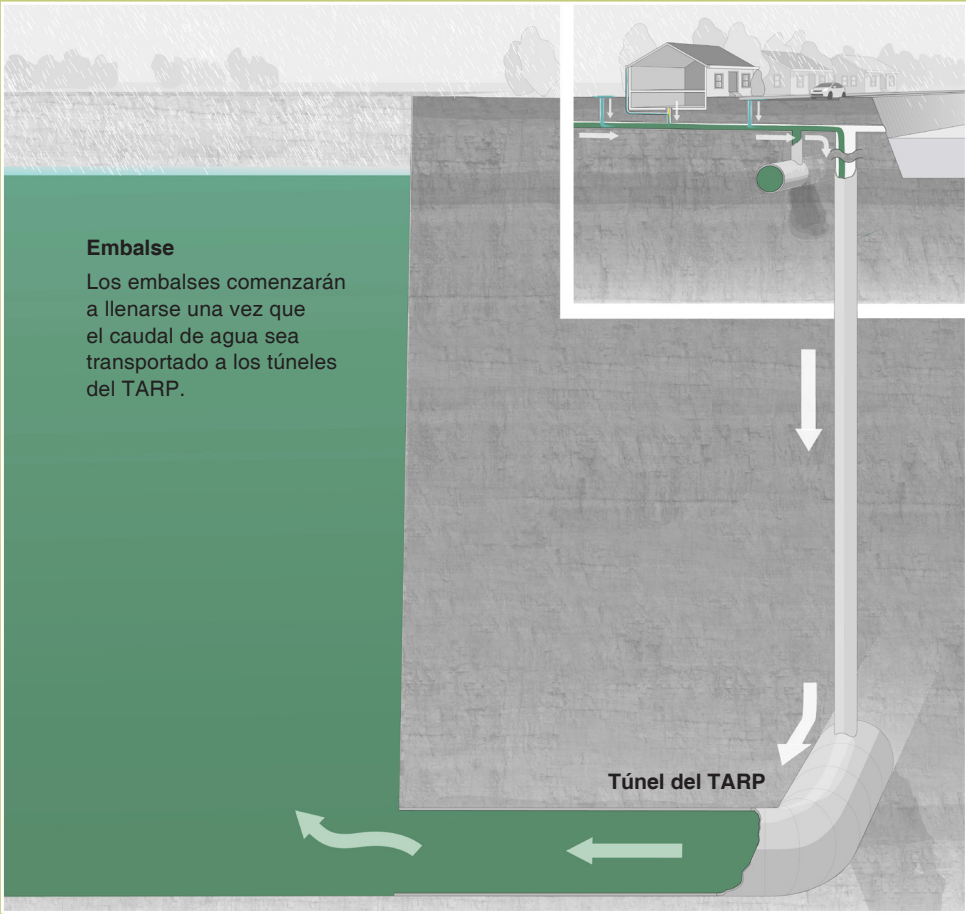 Embalse
Los embalses comenzarán
a llenarse una vez que
el caudal de agua sea
transportado a los túneles
del TARP.
Túnel del TARP